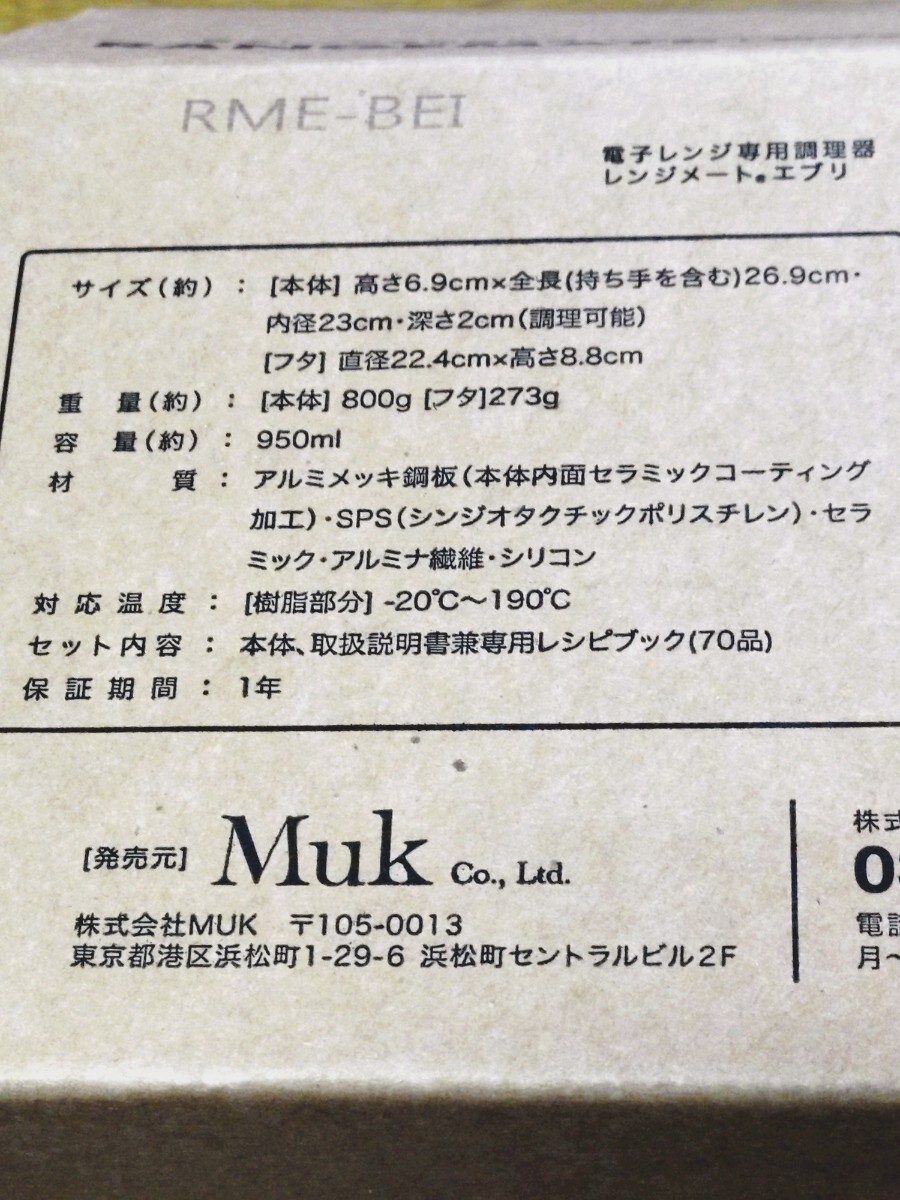 RME-BEI
電子レンジ専用調理器
レンジメート®エブリ
サイズ(約) : [本体] 高さ6.9cm×全長(持ち手を含む)26.9cm・
内径23cm・深さ2cm(調理可能)
[フタ] 直径22.4cm×高さ8.8cm
重 量(約) : [本体] 800g [フタ]273g
容 量(約) : 950ml
材 質 : アルミメッキ鋼板(本体内面セラミックコーティング
加工)・SPS(シンジオタクチックポリスチレン)・セラ
ミック・アルミナ繊維・シリコン
対応温度 : [樹脂部分] -20℃～190℃
セット内容 : 本体、取扱説明書兼専用レシピブック(70品)
保証期間 : 1年
[発売元] Muk Co., Ltd.
株式会社MUK 〒105-0013
東京都港区浜松町1-29-6 浜松町セントラルビル2F
株式
03
電話
月～